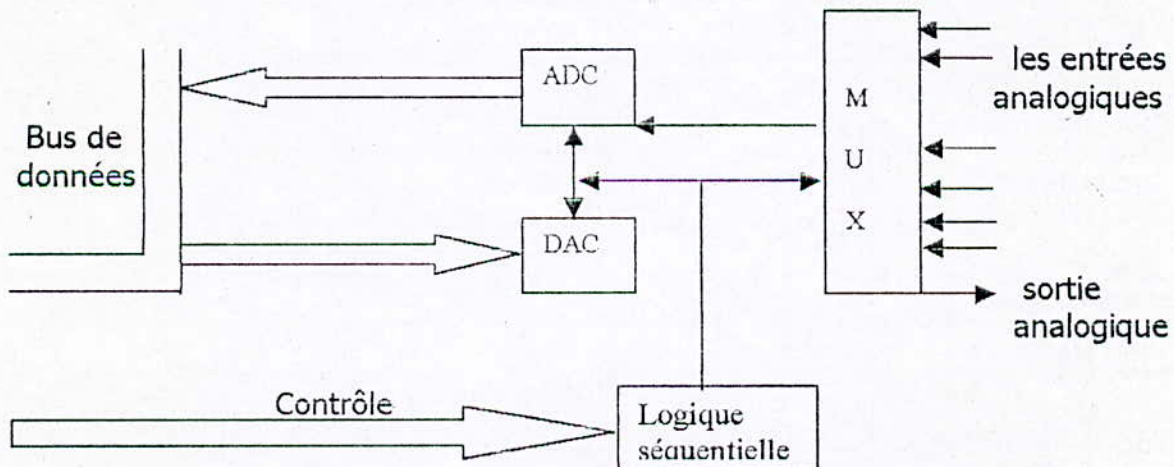 ADC
les entrées
analogiques
M
U
X
Bus de
données
DAC
sortie
analogique
Contrôle
Logique
séquentielle